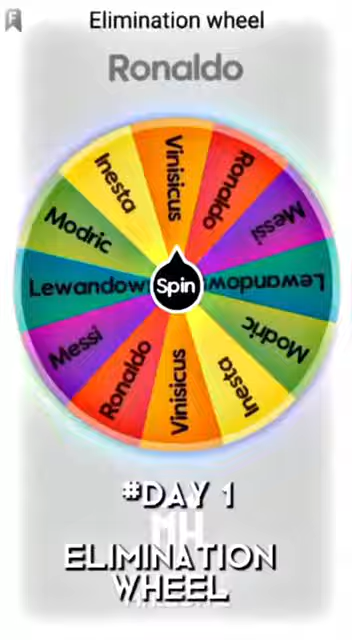 F
Elimination wheel
Ronaldo
Vinisicus
Ronaldo
Messi
Lewandow
Modric
Inesta
Vinisicus
Ronaldo
Messi
Lewandow
Modric
Inesta
Spin
#DAY 1
MH
ELIMINATION
WHEEL